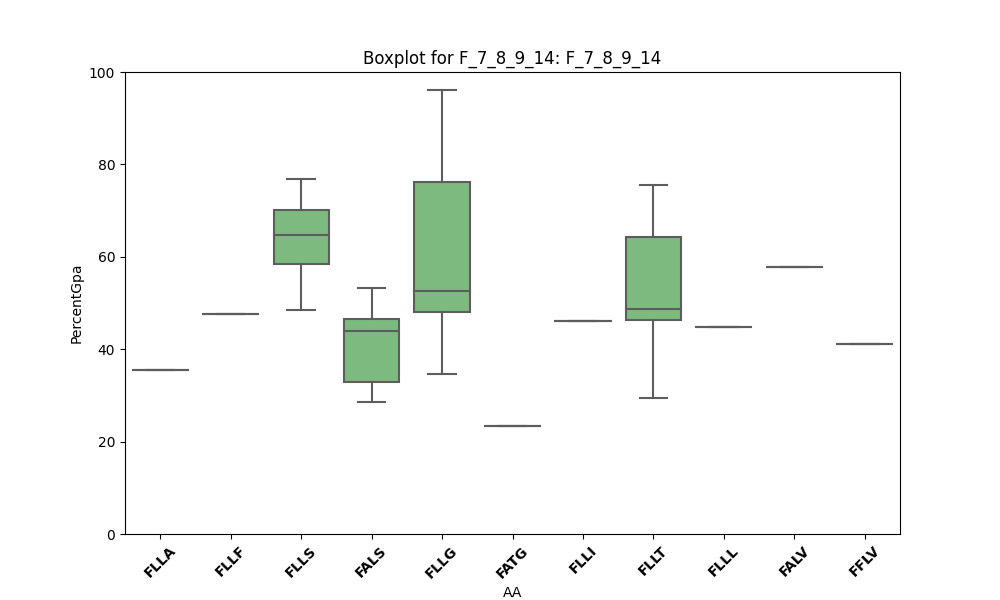 Boxplot for F_7_8_9_14: F_7_8_9_14
100
80
60
40
20
0
PercentGpa
FLLA FLLF FLLS FALS FLLG FATG FLLI FLLT FLLL FALV FFLV
AA